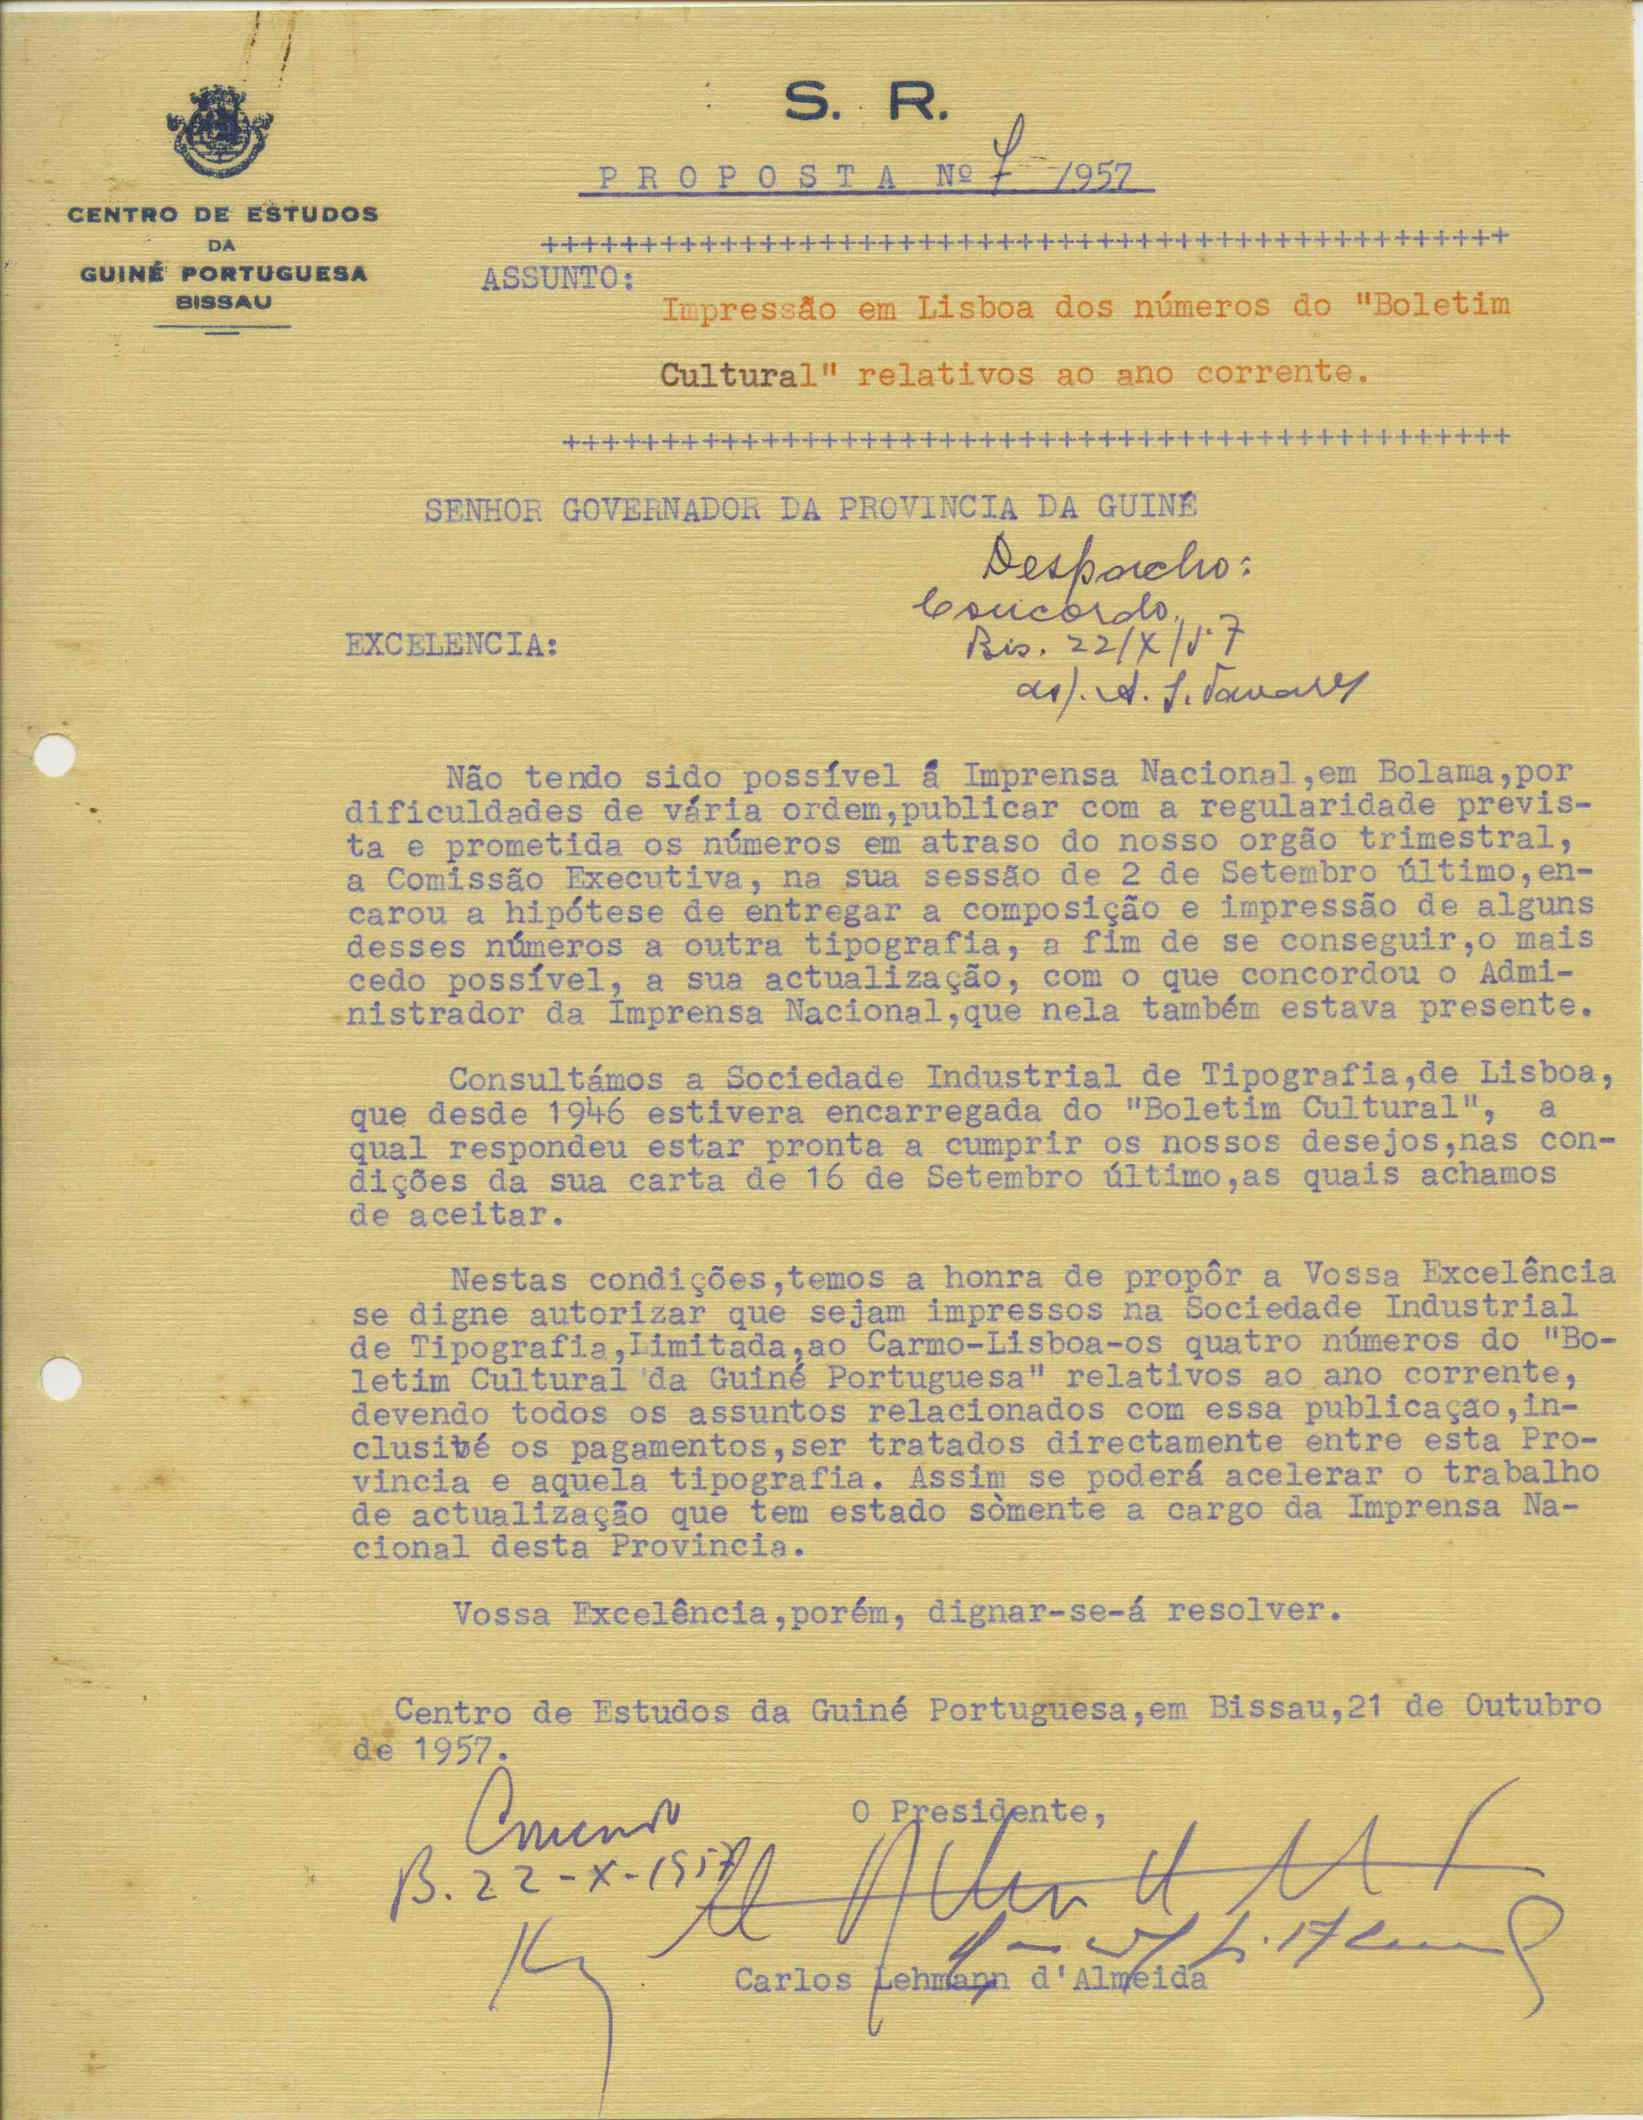 S. R.
CENTRO DE ESTUDOS
DA
GUINÉ PORTUGUESA
BISSAU
PROPOSTA Nº 7 /1957
++++++++++++++++++++++++++++++++++++++++++++++++
ASSUNTO:
Impressão em Lisboa dos números do "Boletim
Cultural" relativos ao ano corrente.
+++++++++++++++++++++++++++++++++++++++++++++++
SENHOR GOVERNADOR DA PROVINCIA DA GUINÉ
Despacho:
Concordo.
Bis. 22/X/57
as). A. S. Tavares
EXCELENCIA:
Não tendo sido possível á Imprensa Nacional,em Bolama,por
dificuldades de vária ordem,publicar com a regularidade previs-
ta e prometida os números em atraso do nosso orgão trimestral,
a Comissão Executiva, na sua sessão de 2 de Setembro último,en-
carou a hipótese de entregar a composição e impressão de alguns
desses números a outra tipografia, a fim de se conseguir,o mais
cedo possível, a sua actualização, com o que concordou o Admi-
nistrador da Imprensa Nacional,que nela também estava presente.
Consultámos a Sociedade Industrial de Tipografia,de Lisboa,
que desde 1946 estivera encarregada do "Boletim Cultural", a
qual respondeu estar pronta a cumprir os nossos desejos,nas con-
dições da sua carta de 16 de Setembro último,as quais achamos
de aceitar.
Nestas condições,temos a honra de propôr a Vossa Excelência
se digne autorizar que sejam impressos na Sociedade Industrial
de Tipografia,Limitada,ao Carmo-Lisboa-os quatro números do "Bo-
letim Cultural da Guiné Portuguesa" relativos ao ano corrente,
devendo todos os assuntos relacionados com essa publicação,in-
clusivé os pagamentos,ser tratados directamente entre esta Pro-
vincia e aquela tipografia. Assim se poderá acelerar o trabalho
de actualização que tem estado sòmente a cargo da Imprensa Na-
cional desta Provincia.
Vossa Excelência,porém, dignar-se-á resolver.
Centro de Estudos da Guiné Portuguesa,em Bissau,21 de Outubro
de 1957.
Concordo
B. 22-X-1957
O Presidente,
Carlos Lehmann d'Almeida